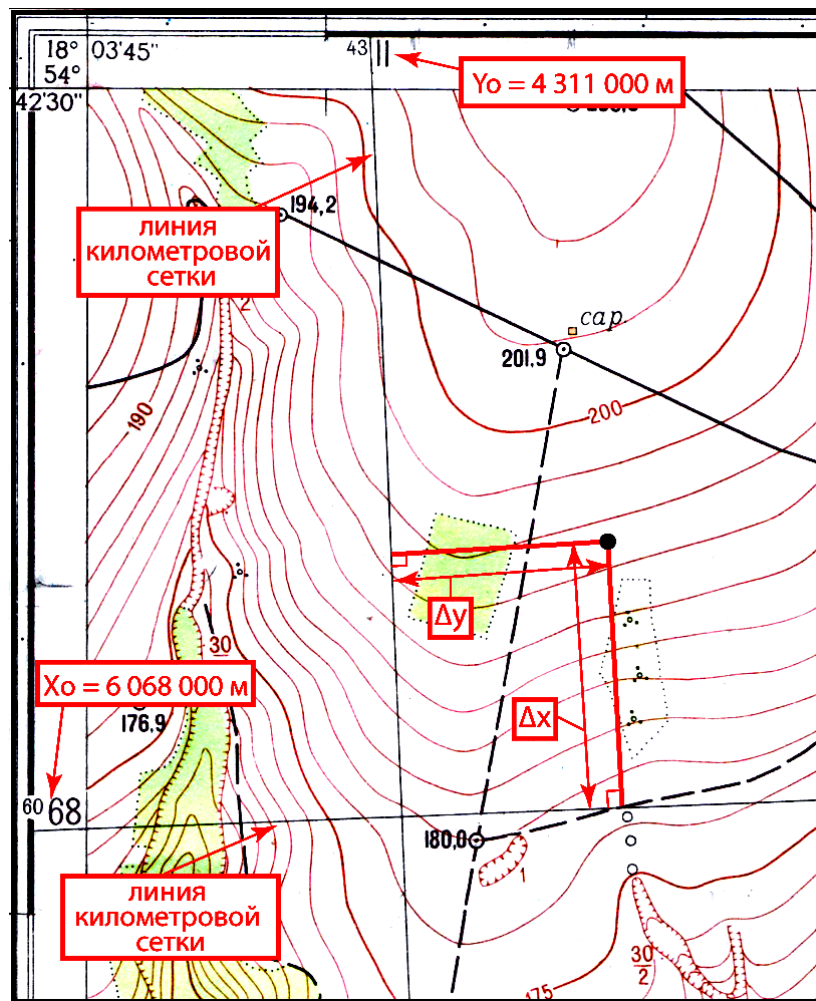 18° 03'45"
54°
42'30"
43 11
Yo = 4 311 000 м
194,2
линия
километровой
сетки
2
сар.
201,9
200
190
Δy
30
Xo = 6 068 000 м
Δx
176,9
60 68
180,0
1
линия
километровой
сетки
175
30
2